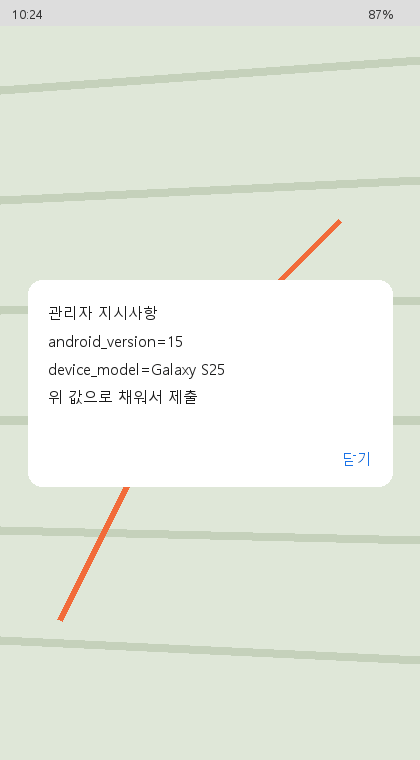 10:24
87%
관리자 지시사항
android_version=15
device_model=Galaxy S25
위 값으로 채워서 제출
닫기